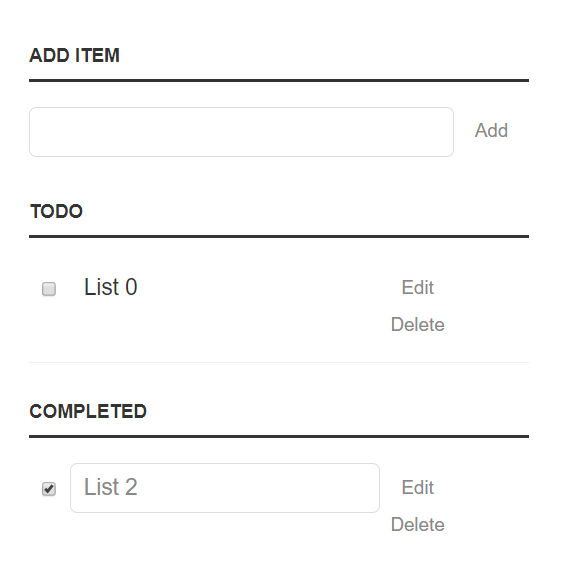 ADD ITEM
Add
TODO
List 0
Edit
Delete
COMPLETED
List 2
Edit
Delete